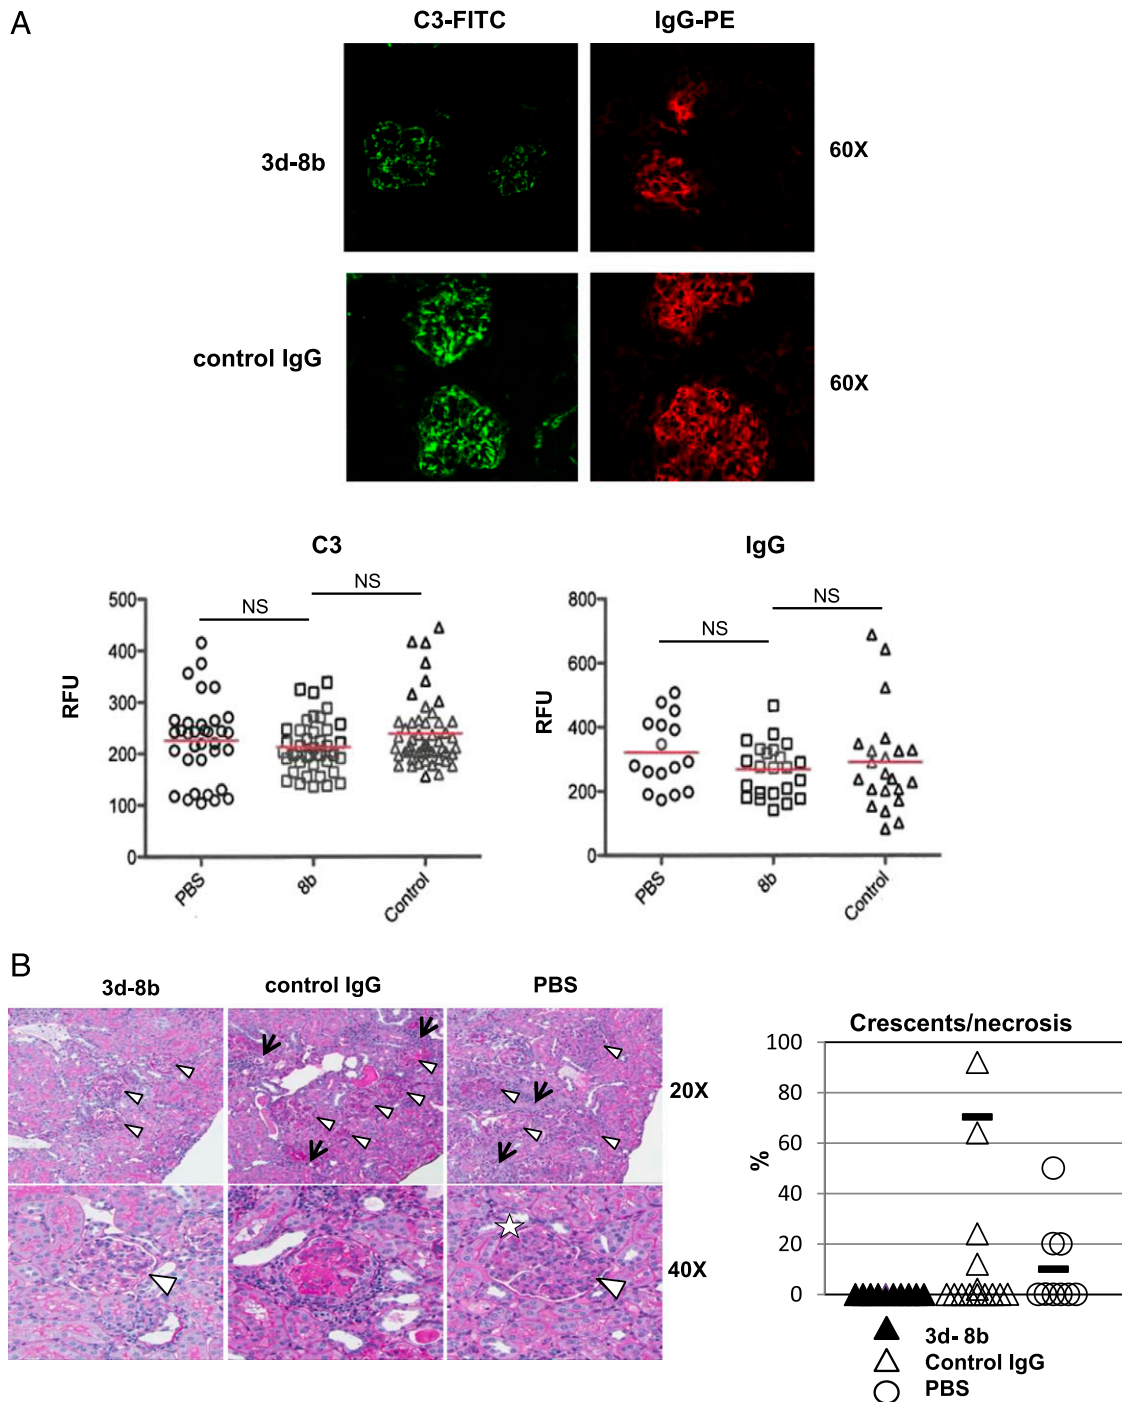 A
C3-FITC IgG-PE
3d-8b 60X
control IgG 60X
C3
NS
NS
RFU
500
400
300
200
100
0
PBS 8b Control
IgG
NS
NS
RFU
800
600
400
200
0
PBS 8b Control
B
3d-8b control IgG PBS
20X
40X
Crescents/necrosis
%
100
80
60
40
20
0
3d- 8b
Control IgG
PBS